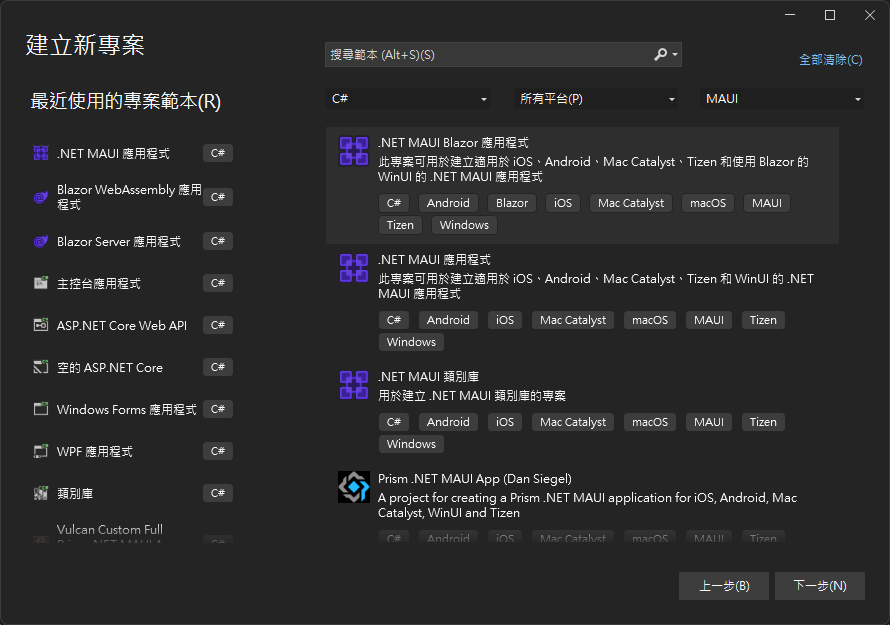 建立新專案
搜尋範本 (Alt+S)(S)
全部清除(C)
C#
所有平台(P)
MAUI
最近使用的專案範本(R)
.NET MAUI 應用程式
C#
Blazor WebAssembly 應用
程式
C#
Blazor Server 應用程式
C#
主控台應用程式
C#
ASP.NET Core Web API
C#
空的 ASP.NET Core
C#
Windows Forms 應用程式
C#
WPF 應用程式
C#
類別庫
C#
Vulcan Custom Full
.NET MAUI 
C#
.NET MAUI Blazor 應用程式
此專案可用於建立適用於 iOS、Android、Mac Catalyst、Tizen 和使用 Blazor 的
WinUI 的 .NET MAUI 應用程式
C# Android Blazor iOS Mac Catalyst macOS MAUI
Tizen Windows
.NET MAUI 應用程式
此專案可用於建立適用於 iOS、Android、Mac Catalyst、Tizen 和 WinUI 的 .NET
MAUI 應用程式
C# Android iOS Mac Catalyst macOS MAUI Tizen
Windows
.NET MAUI 類別庫
用於建立 .NET MAUI 類別庫的專案
C# Android iOS Mac Catalyst macOS MAUI Tizen
Windows
Prism .NET MAUI App (Dan Siegel)
A project for creating a Prism .NET MAUI application for iOS, Android, Mac
Catalyst, WinUI and Tizen
C# Android iOS Mac Catalyst macOS MAUI Tizen
上一步(B)
下一步(N)